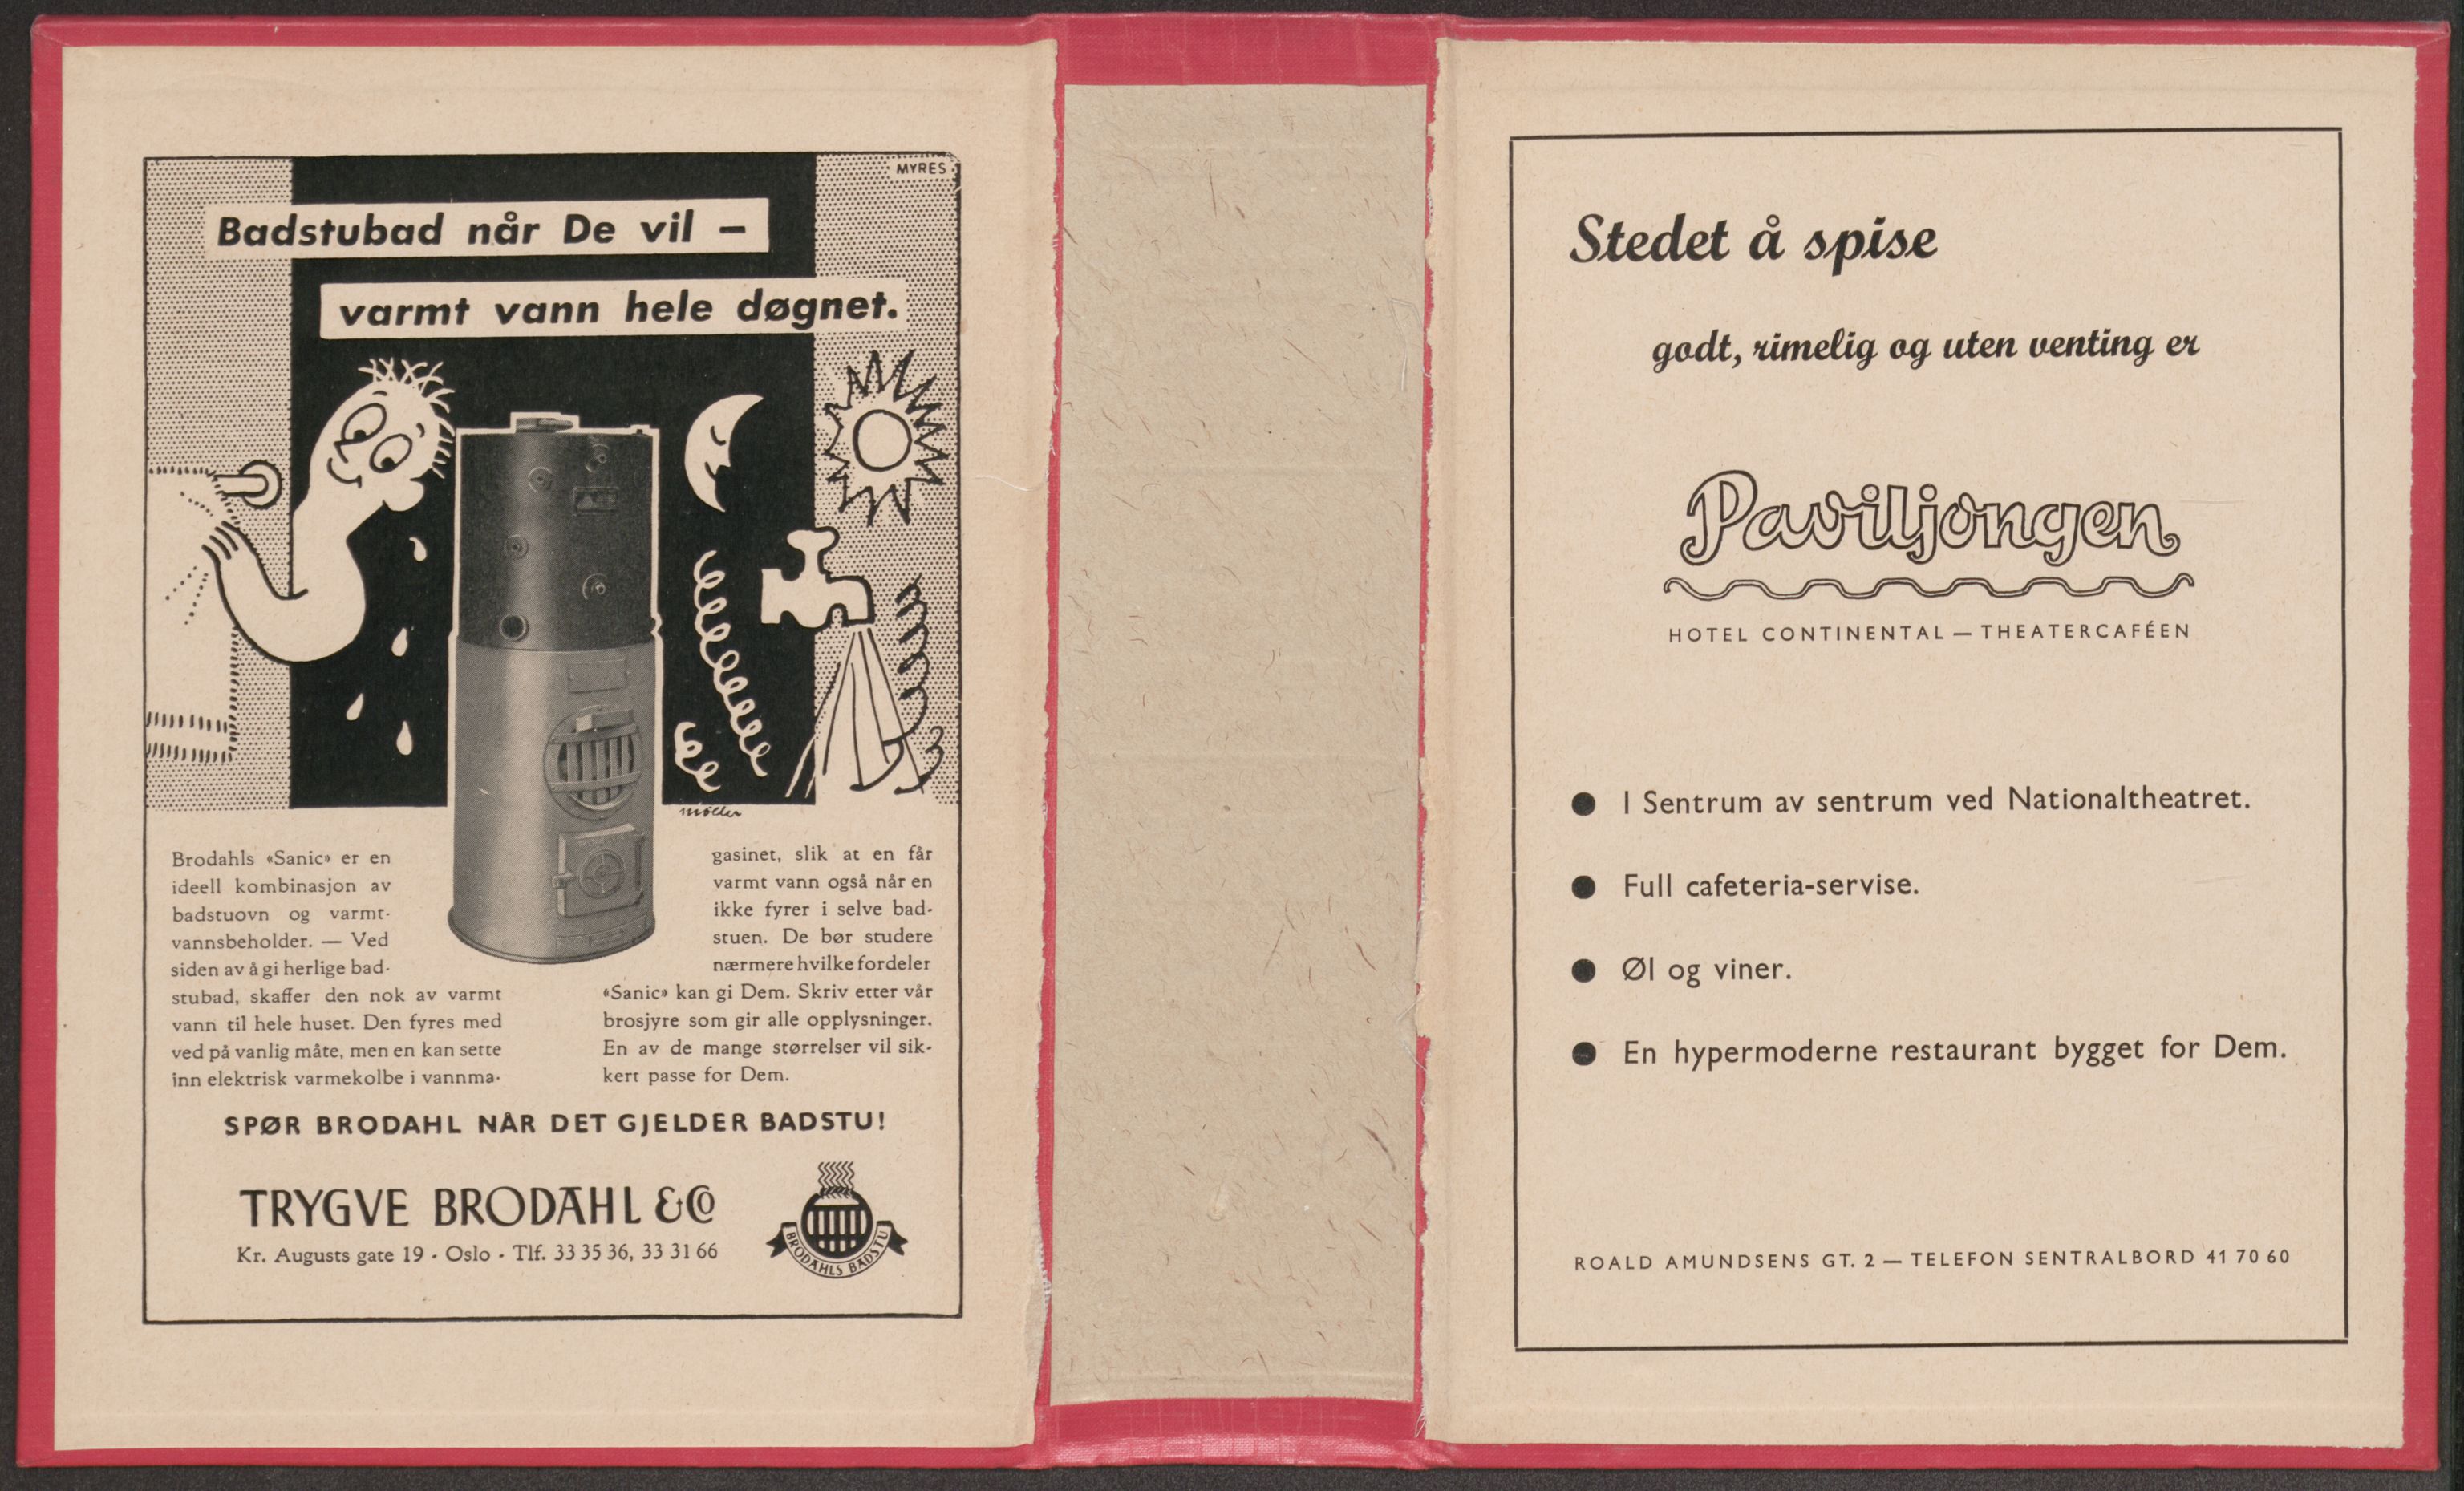 MYRES
Badstubad når De vil –
varmt vann hele døgnet.
møller
Brodahls «Sanic» er en
ideell kombinasjon av
badstuovn og varmt-
vannsbeholder. — Ved
siden av å gi herlige bad-
stubad, skaffer den nok av varmt
vann til hele huset. Den fyres med
ved på vanlig måte, men en kan sette
inn elektrisk varmekolbe i vannma-
gasinet, slik at en får
varmt vann også når en
ikke fyrer i selve bad-
stuen. De bør studere
nærmere hvilke fordeler
«Sanic» kan gi Dem. Skriv etter vår
brosjyre som gir alle opplysninger.
En av de mange størrelser vil sik-
kert passe for Dem.
SPØR BRODAHL NÅR DET GJELDER BADSTU!
TRYGVE BRODAHL & CO
Kr. Augusts gate 19 - Oslo - Tlf. 33 35 36, 33 31 66
BRODAHLS BADSTU
Stedet å spise
godt, rimelig og uten venting er
Paviljongen
HOTEL CONTINENTAL — THEATERCAFÉEN
● I Sentrum av sentrum ved Nationaltheatret.
● Full cafeteria-servise.
● Øl og viner.
● En hypermoderne restaurant bygget for Dem.
ROALD AMUNDSENS GT. 2 — TELEFON SENTRALBORD 41 70 60